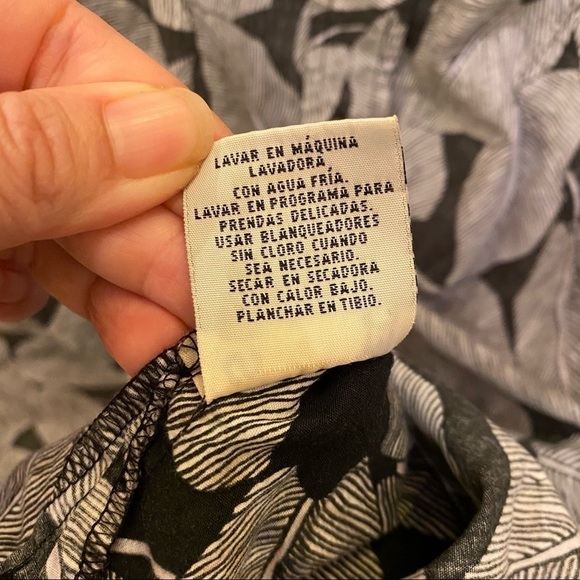 LAVAR EN MÁQUINA
LAVADORA,
CON AGUA FRÍA.
LAVAR EN PROGRAMA PARA
PRENDAS DELICADAS.
USAR BLANQUEADORES
SIN CLORO CUANDO
SEA NECESARIO.
SECAR EN SECADORA
CON CALOR BAJO.
PLANCHAR EN TIBIO.